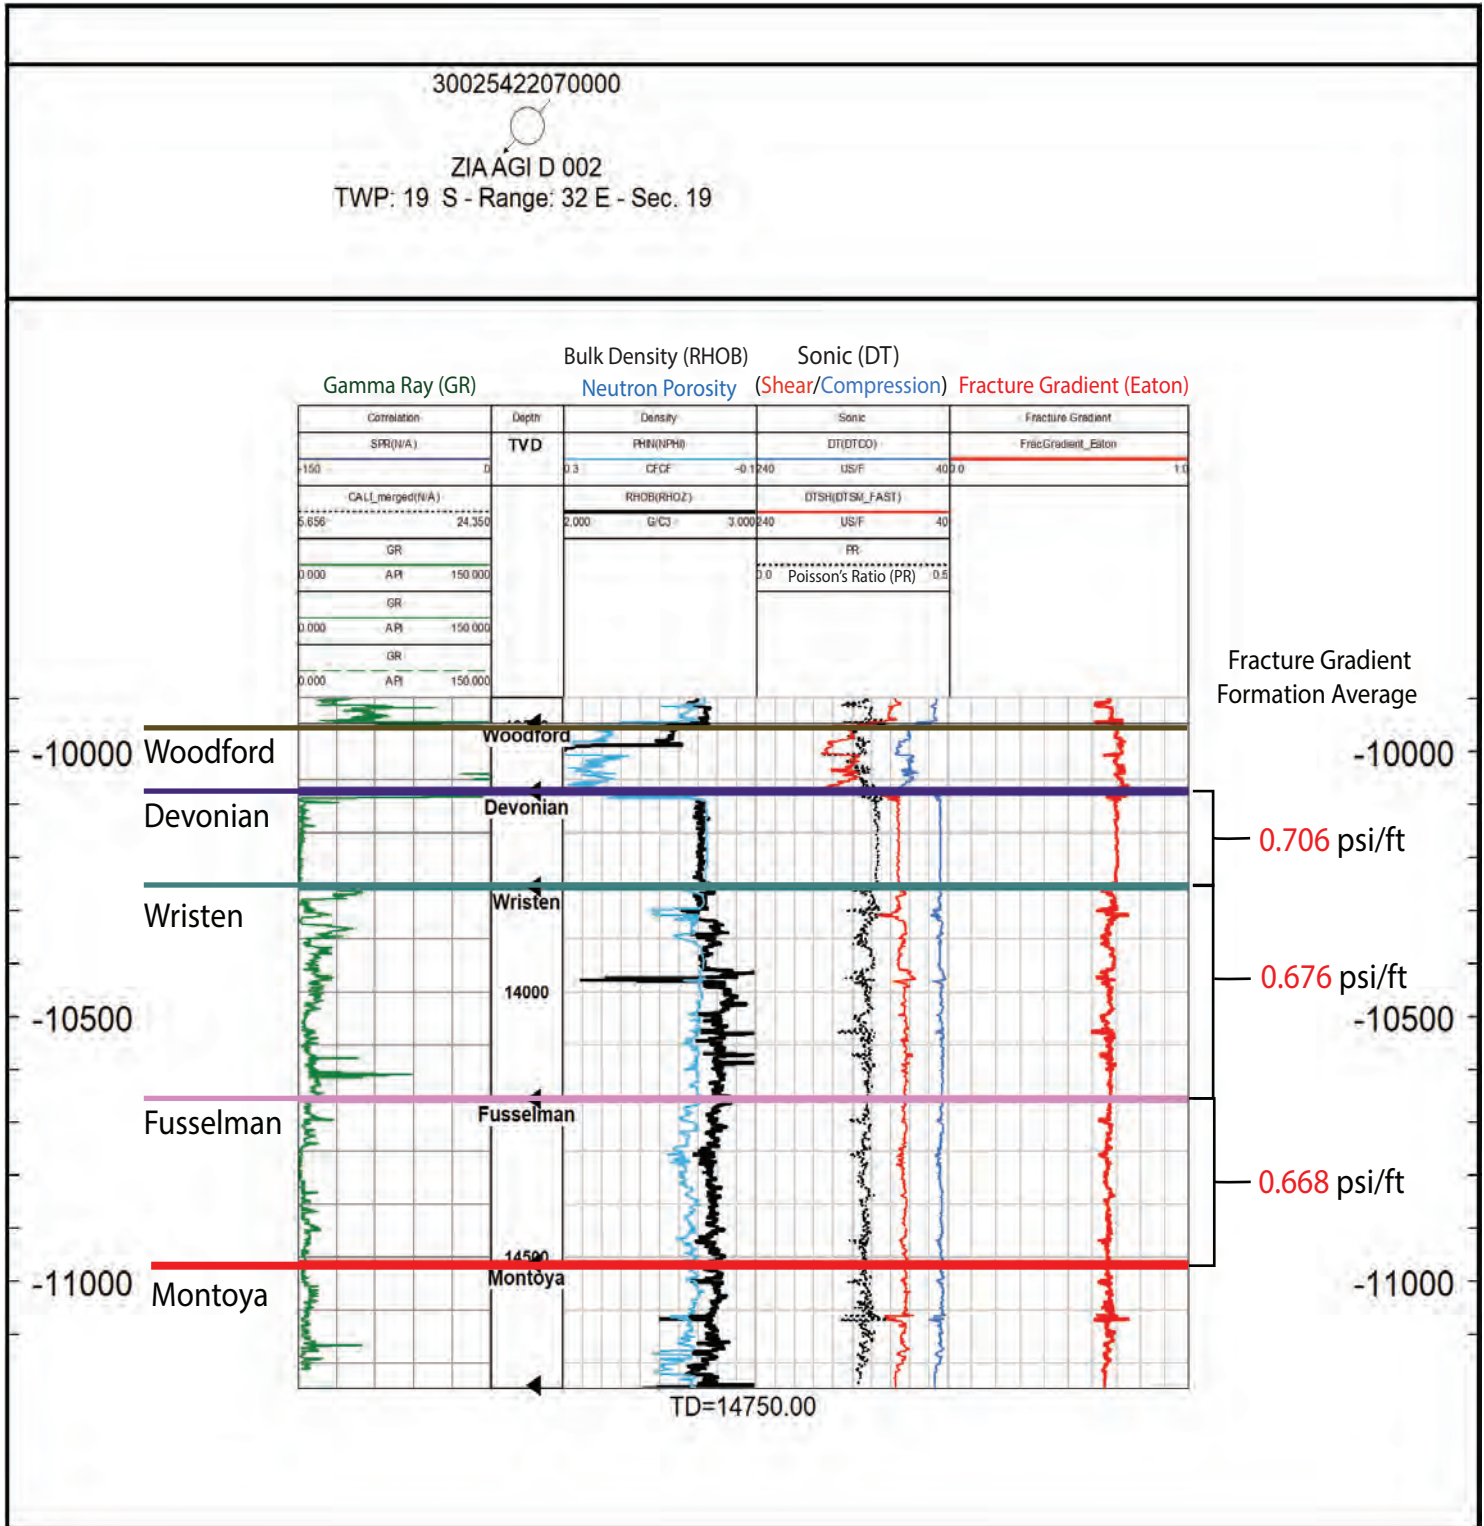 30025422070000
ZIA AGI D 002
TWP: 19 S - Range: 32 E - Sec. 19
Bulk Density (RHOB)
Sonic (DT)
Gamma Ray (GR)
Neutron Porosity
(Shear/Compression)
Fracture Gradient (Eaton)
Correlation
Depth
Density
Sonic
Fracture Gradient
SPR(N/A)
TVD
PHIN(NPHI)
DT(DTCO)
FracGradient_Eaton
-150
0
0.3
CFCF
-0.1
240
US/F
40
0.0
1.0
CALI_merged(N/A)
RHOB(RHOZ)
DTSH(DTSM_FAST)
5.656
24.350
2.000
G/C3
3.000
240
US/F
40
GR
PR
0.000
API
150.000
0.0
Poisson's Ratio (PR)
0.5
GR
0.000
API
150.000
GR
0.000
API
150.000
Fracture Gradient
Formation Average
-10000
Woodford
Woodford
-10000
Devonian
Devonian
0.706 psi/ft
Wristen
Wristen
0.676 psi/ft
14000
-10500
-10500
Fusselman
Fusselman
0.668 psi/ft
14500
-11000
Montoya
Montoya
-11000
TD=14750.00